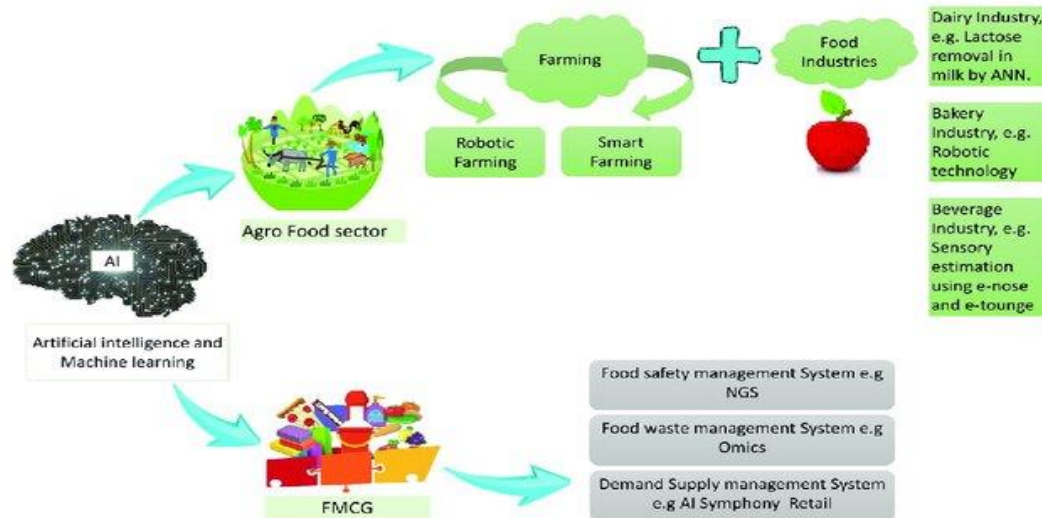 Farming
Robotic
Farming
Smart
Farming
Food
Industries
Dairy Industry,
e.g. Lactose
removal in
milk by ANN.
Bakery
Industry, e.g.
Robotic
technology
Beverage
Industry, e.g.
Sensory
estimation
using e-nose
and e-tounge
Agro Food sector
AI
Artificial intelligence and
Machine learning
FMCG
Food safety management System e.g
NGS
Food waste management System e.g
Omics
Demand Supply management System
e.g AI Symphony Retail